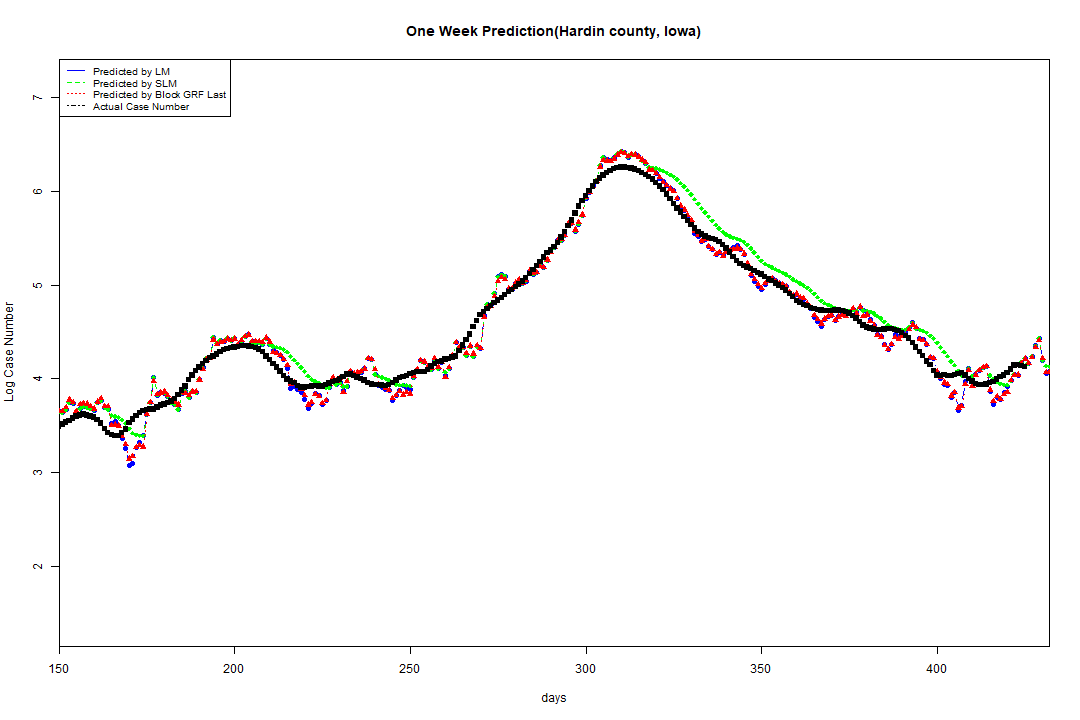 One Week Prediction(Hardin county, Iowa)
Predicted by LM
Predicted by SLM
Predicted by Block GRF Last
Actual Case Number
7
6
5
4
3
2
Log Case Number
150 200 250 300 350 400
days